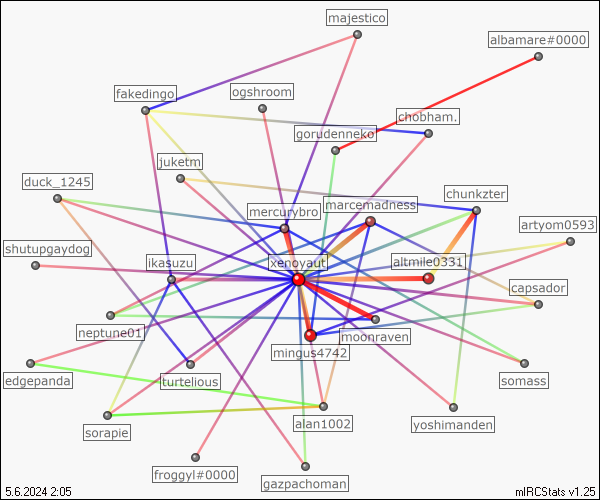 majestico
albamare#0000
fakedingo
ogshroom
chobham.
gorudenneko
juketm
duck_1245
chunkzter
mercurybro
marcemadness
artyom0593
shutupgaydog
ikasuzu
xenoyaut
altmile0331
capsador
neptune01
moonraven
mingus4742
edgepanda
turtelious
somass
sorapie
alan1002
yoshimanden
froggyl#0000
gazpachoman
5.6.2024 2:05
mIRCStats v1.25